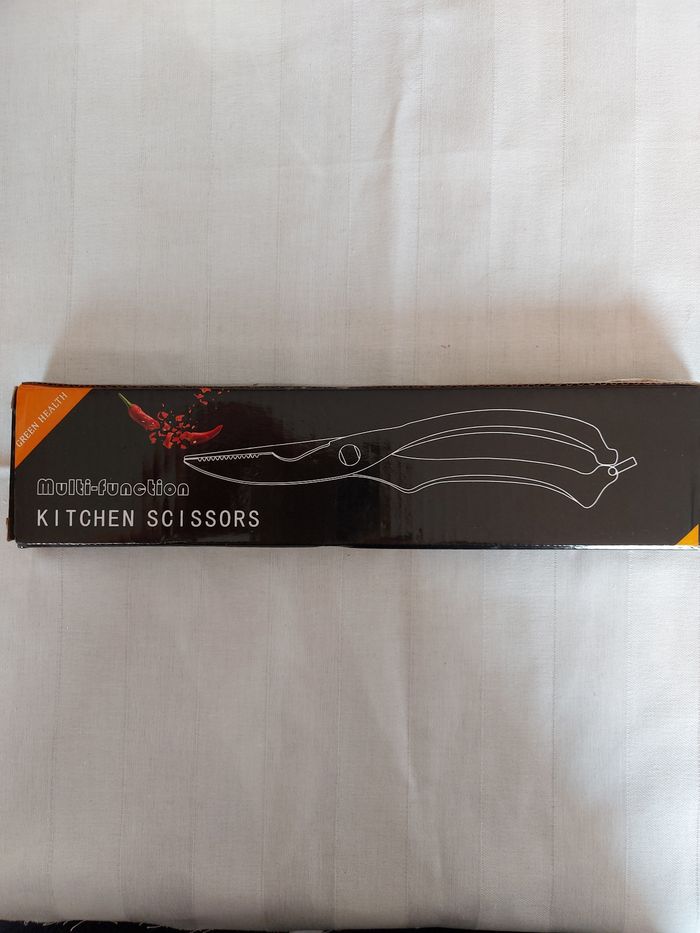 GREEN HEALTH
Multi-function
KITCHEN SCISSORS